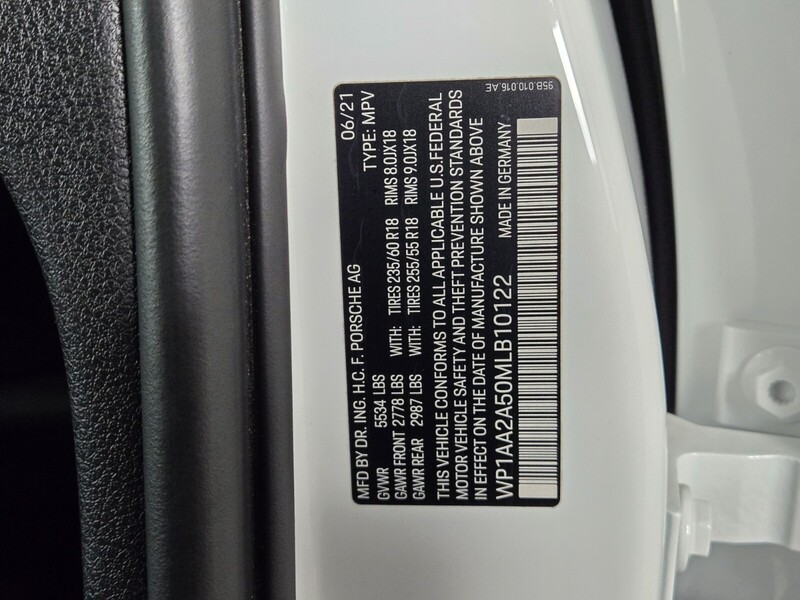 MFD BY DR. ING. H.C. F. PORSCHE AG 06/21
GVWR 5534 LBS TYPE: MPV
GAWR FRONT 2778 LBS WITH: TIRES 235/60 R18 RIMS 8.0JX18
GAWR REAR 2987 LBS WITH: TIRES 255/55 R18 RIMS 9.0JX18
THIS VEHICLE CONFORMS TO ALL APPLICABLE U.S.FEDERAL
MOTOR VEHICLE SAFETY AND THEFT PREVENTION STANDARDS
IN EFFECT ON THE DATE OF MANUFACTURE SHOWN ABOVE
WP1AA2A50MLB10122 MADE IN GERMANY
95B.010.016.AE